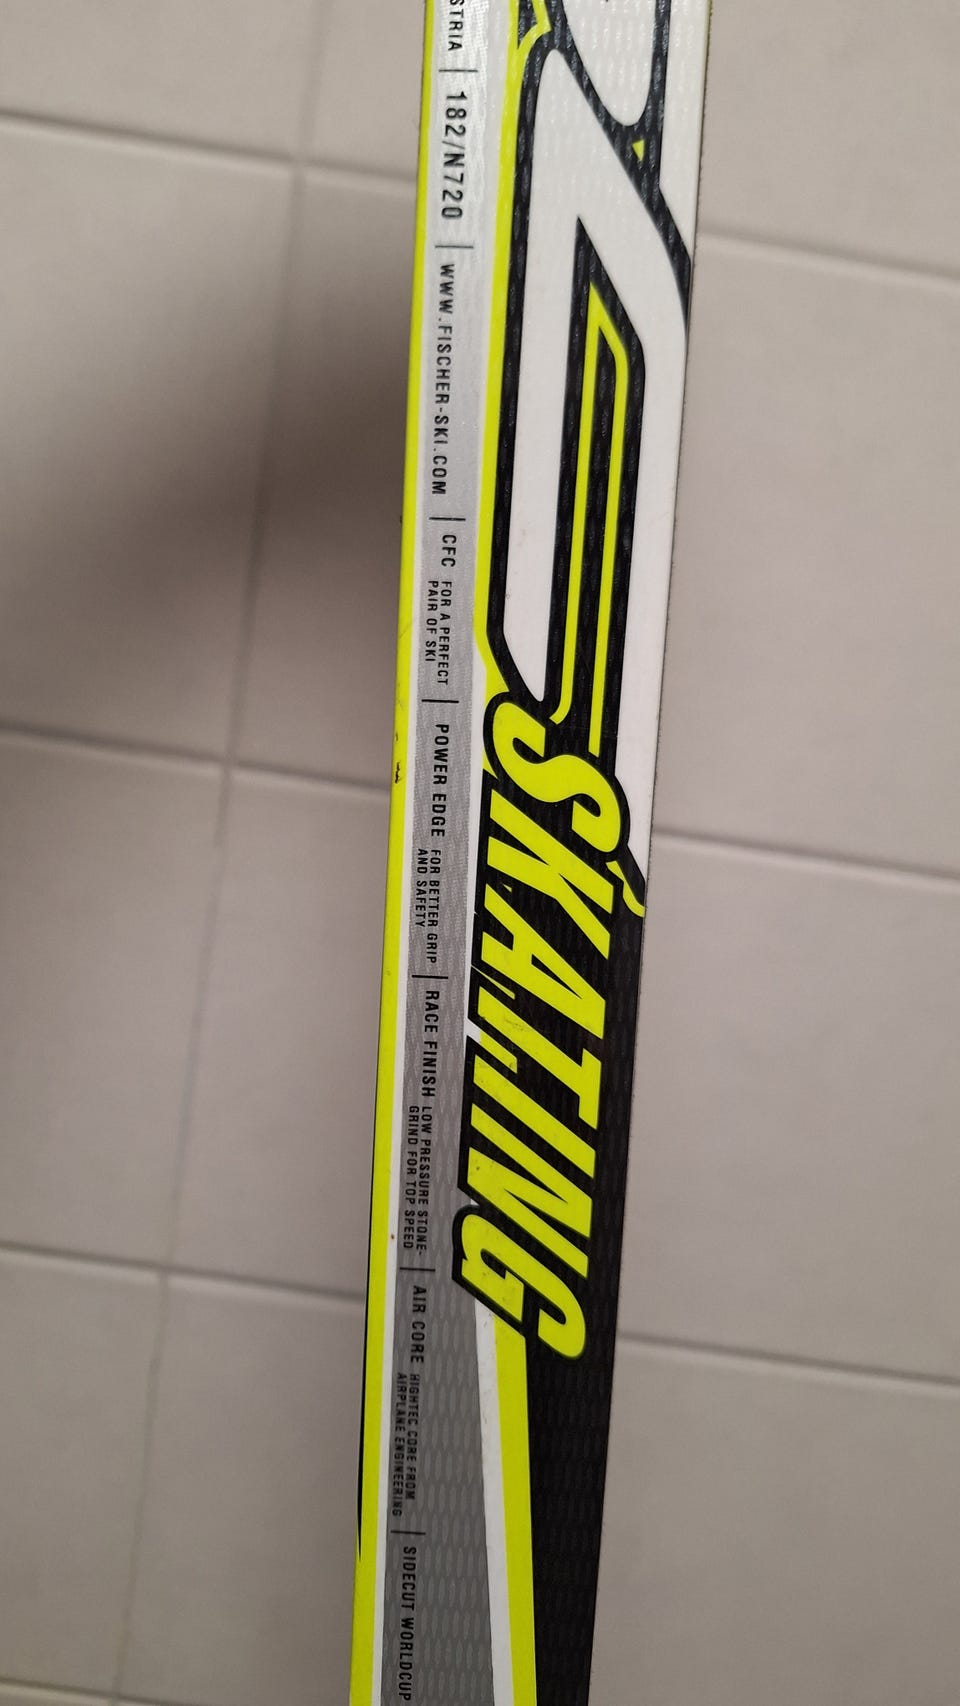 STRIA | 182/N720 | WWW.FISCHER-SKI.COM | CFC FOR A PERFECT
PAIR OF SKI
| POWER EDGE FOR BETTER GRIP
AND SAFETY
| RACE FINISH LOW PRESSURE STONE-
GRIND FOR TOP SPEED
| AIR CORE HIGHTEC CORE FROM
AIRPLANE ENGINEERING
| SIDECUT WORLDCUP
SKATING